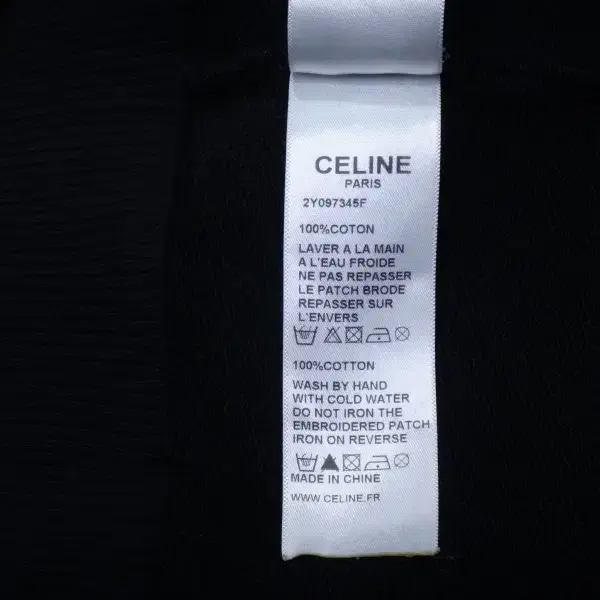 CELINE
PARIS
2Y097345F
100%COTON
LAVER A LA MAIN
A L'EAU FROIDE
NE PAS REPASSER
LE PATCH BRODE
REPASSER SUR
L'ENVERS
100%COTTON
WASH BY HAND
WITH COLD WATER
DO NOT IRON THE
EMBROIDERED PATCH
IRON ON REVERSE
MADE IN CHINE
WWW CELINE.FR